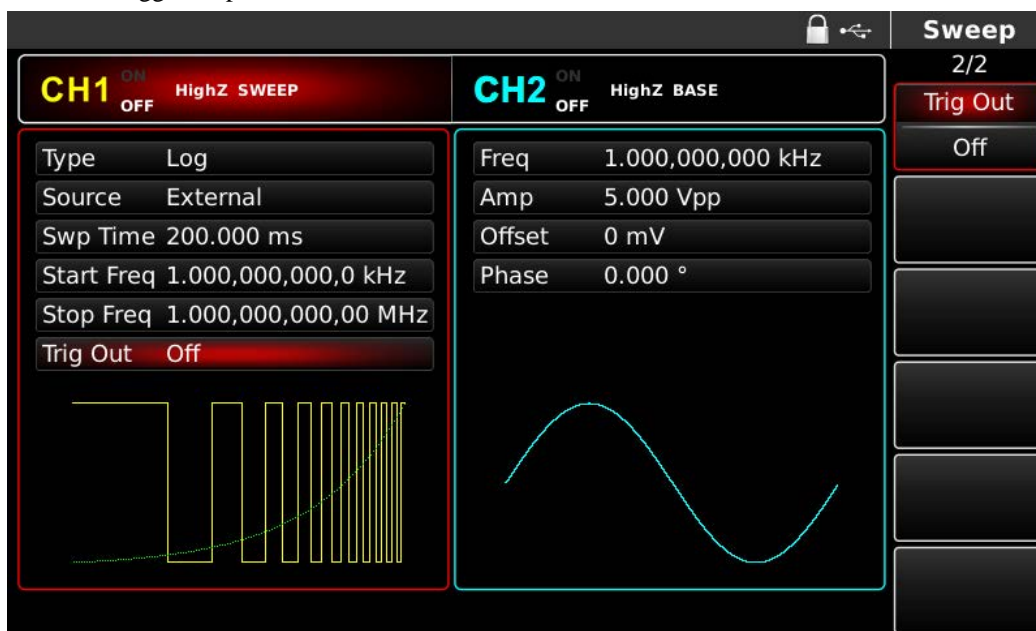 Sweep
CH1 ON OFF HighZ SWEEP
CH2 ON OFF HighZ BASE
2/2
Trig Out
Off
Type Log
Source External
Swp Time 200.000 ms
Start Freq 1.000,000,000,0 kHz
Stop Freq 1.000,000,000,00 MHz
Trig Out Off
Freq 1.000,000,000 kHz
Amp 5.000 Vpp
Offset 0 mV
Phase 0.000 °